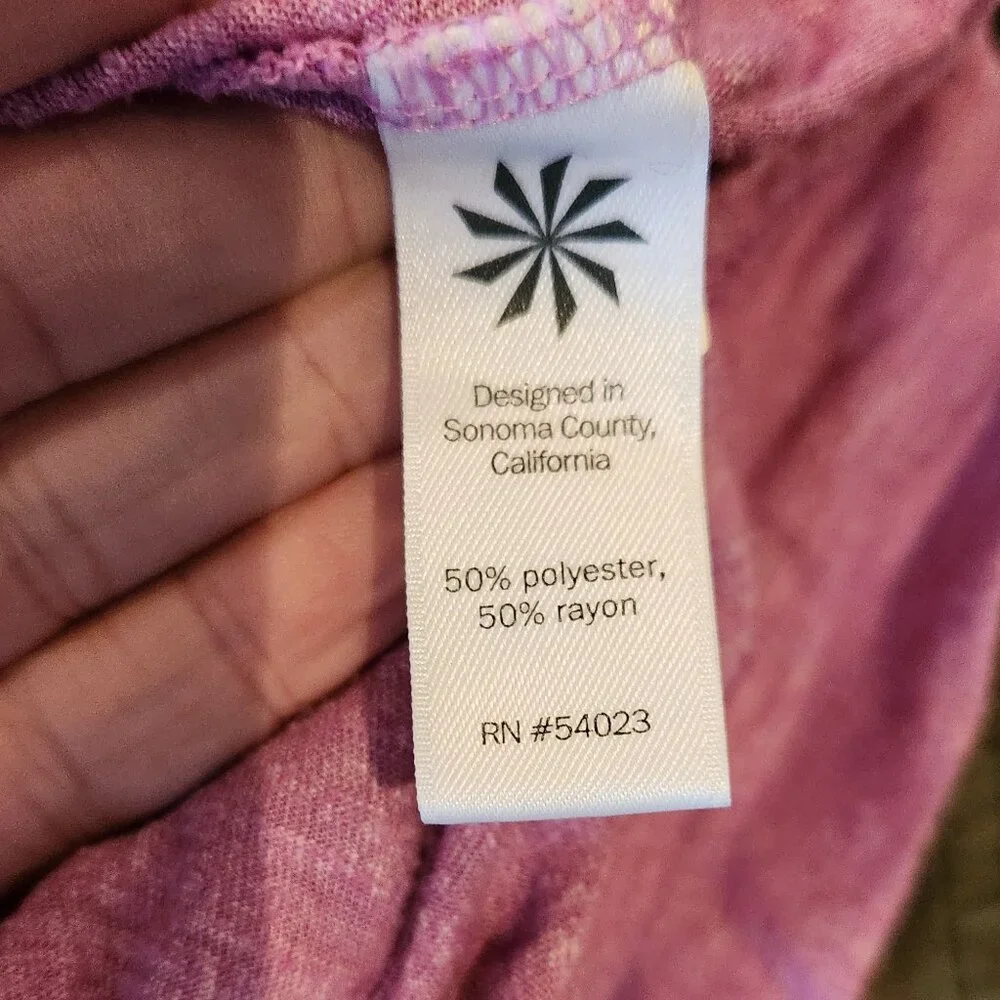 Designed in
Sonoma County,
California
50% polyester,
50% rayon
RN #54023